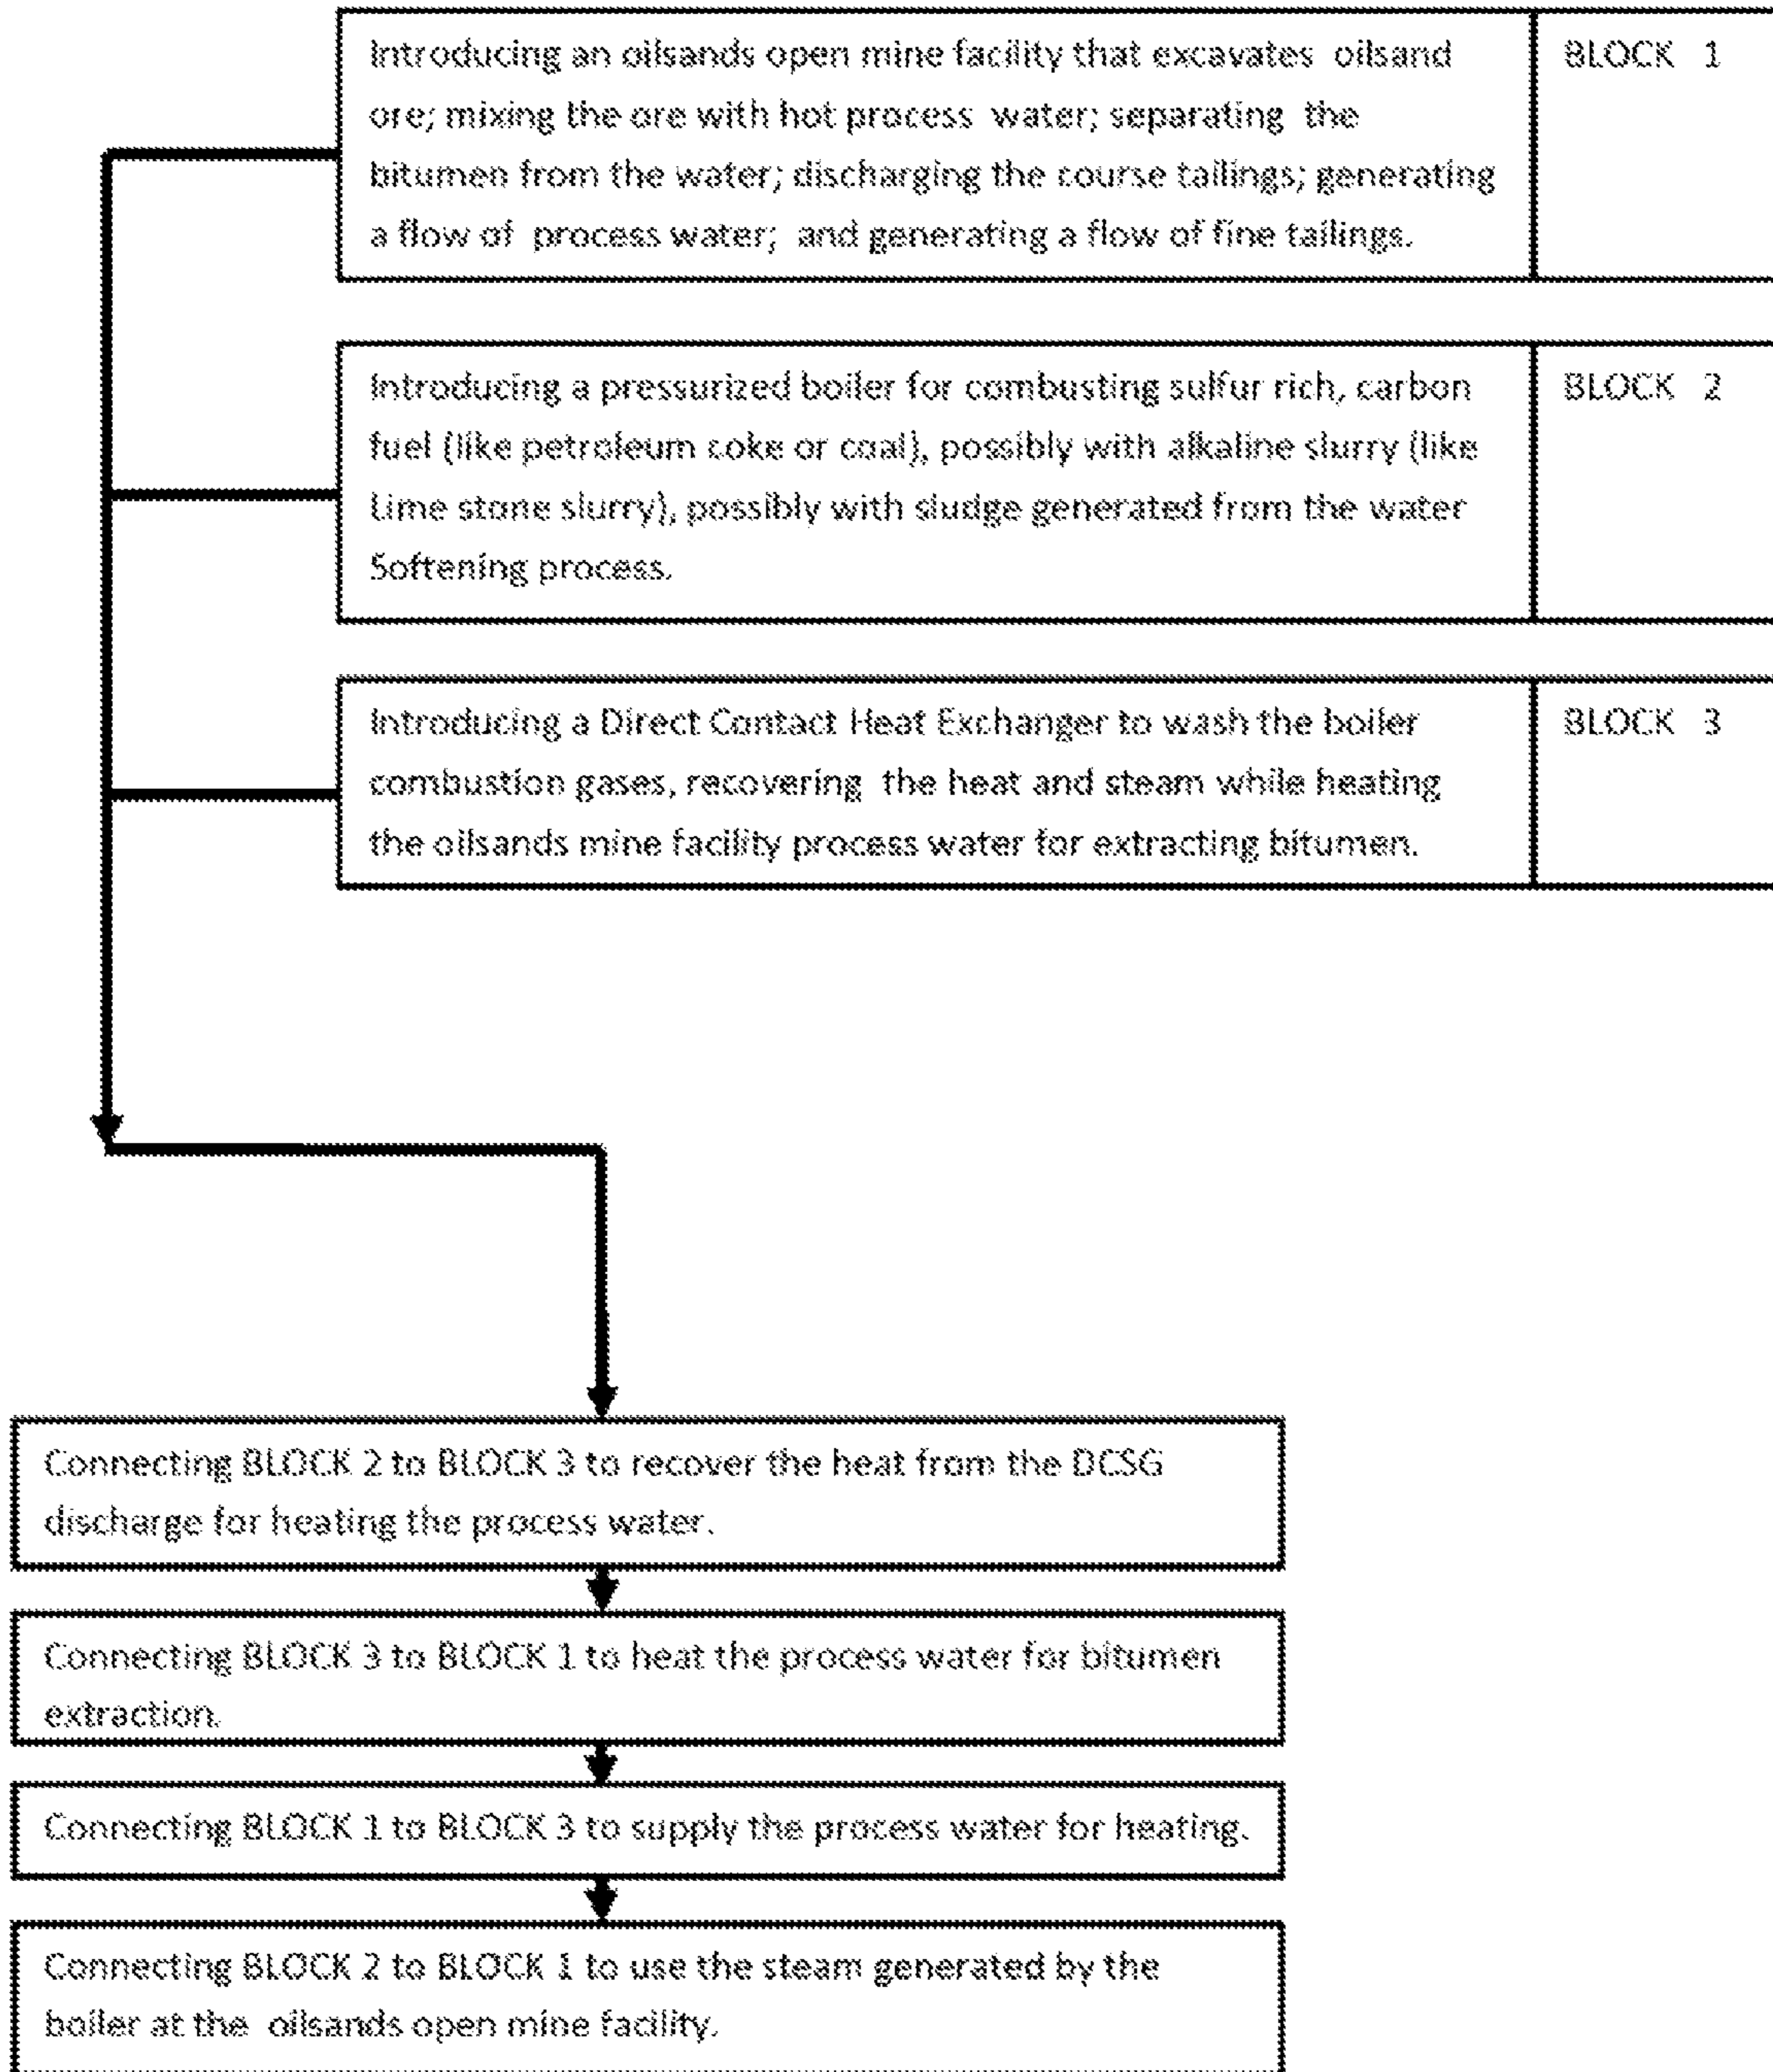 Introducing an oilsands open mine facility that excavates oilsand
BLOCK 1
ore; mixing the ore with hot process water; separating the
bitumen from the water; discharging the course tailings; generating
a flow of process water; and generating a flow of fine tailings.
Introducing a pressurized boiler for combusting sulfur rich, carbon
BLOCK 2
fuel (like petroleum coke or coal), possibly with alkaline slurry (like
Lime stone slurry), possibly with sludge generated from the water
Softening process.
Introducing a Direct Contact Heat Exchanger to wash the boiler
BLOCK 3
combustion gases, recovering the heat and steam while heating
the oilsands mine facility process water for extracting bitumen.
Connecting BLOCK 2 to BLOCK 3 to recover the heat from the DCSG
discharge for heating the process water.
Connecting BLOCK 3 to BLOCK 1 to heat the process water for bitumen
extraction.
Connecting BLOCK 1 to BLOCK 3 to supply the process water for heating.
Connecting BLOCK 2 to BLOCK 1 to use the steam generated by the
boiler at the oilsands open mine facility.